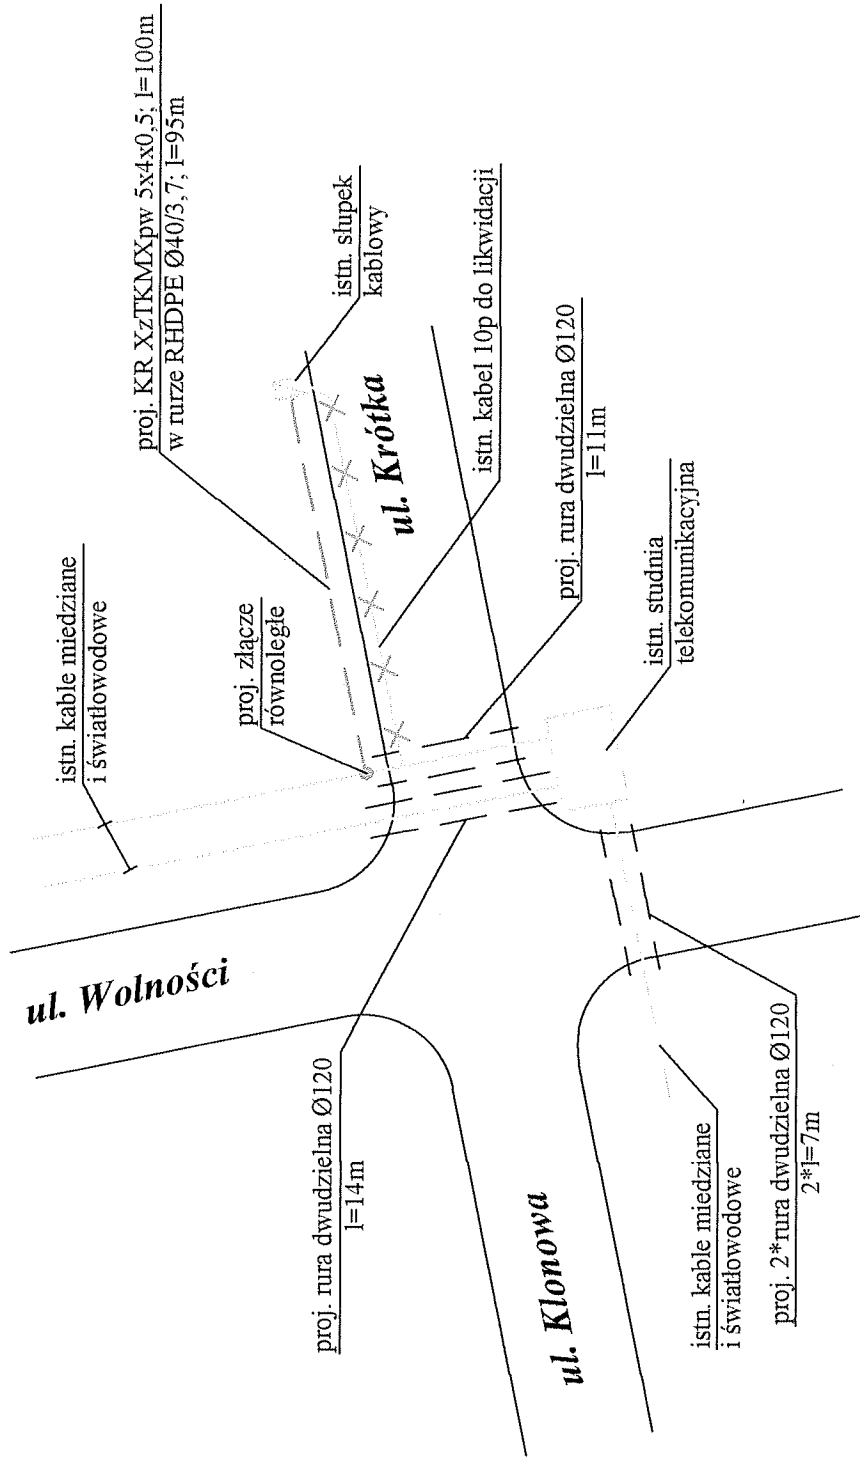 proj. KR XzTKMXpw 5x4x0,5; l=100m
w rurze RHDPE Ø40/3,7; l=95m
istn. słupek
kablowy
istn. kable miedziane
i światłowodowe
proj. złącze
równoległe
ul. Krótka
istn. kabel 10p do likwidacji
proj. rura dwudzielna Ø120
l=11m
istn. studnia
telekomunikacyjna
ul. Wolności
proj. rura dwudzielna Ø120
l=14m
ul. Klonowa
istn. kable miedziane
i światłowodowe
proj. 2*rura dwudzielna Ø120
2*l=7m